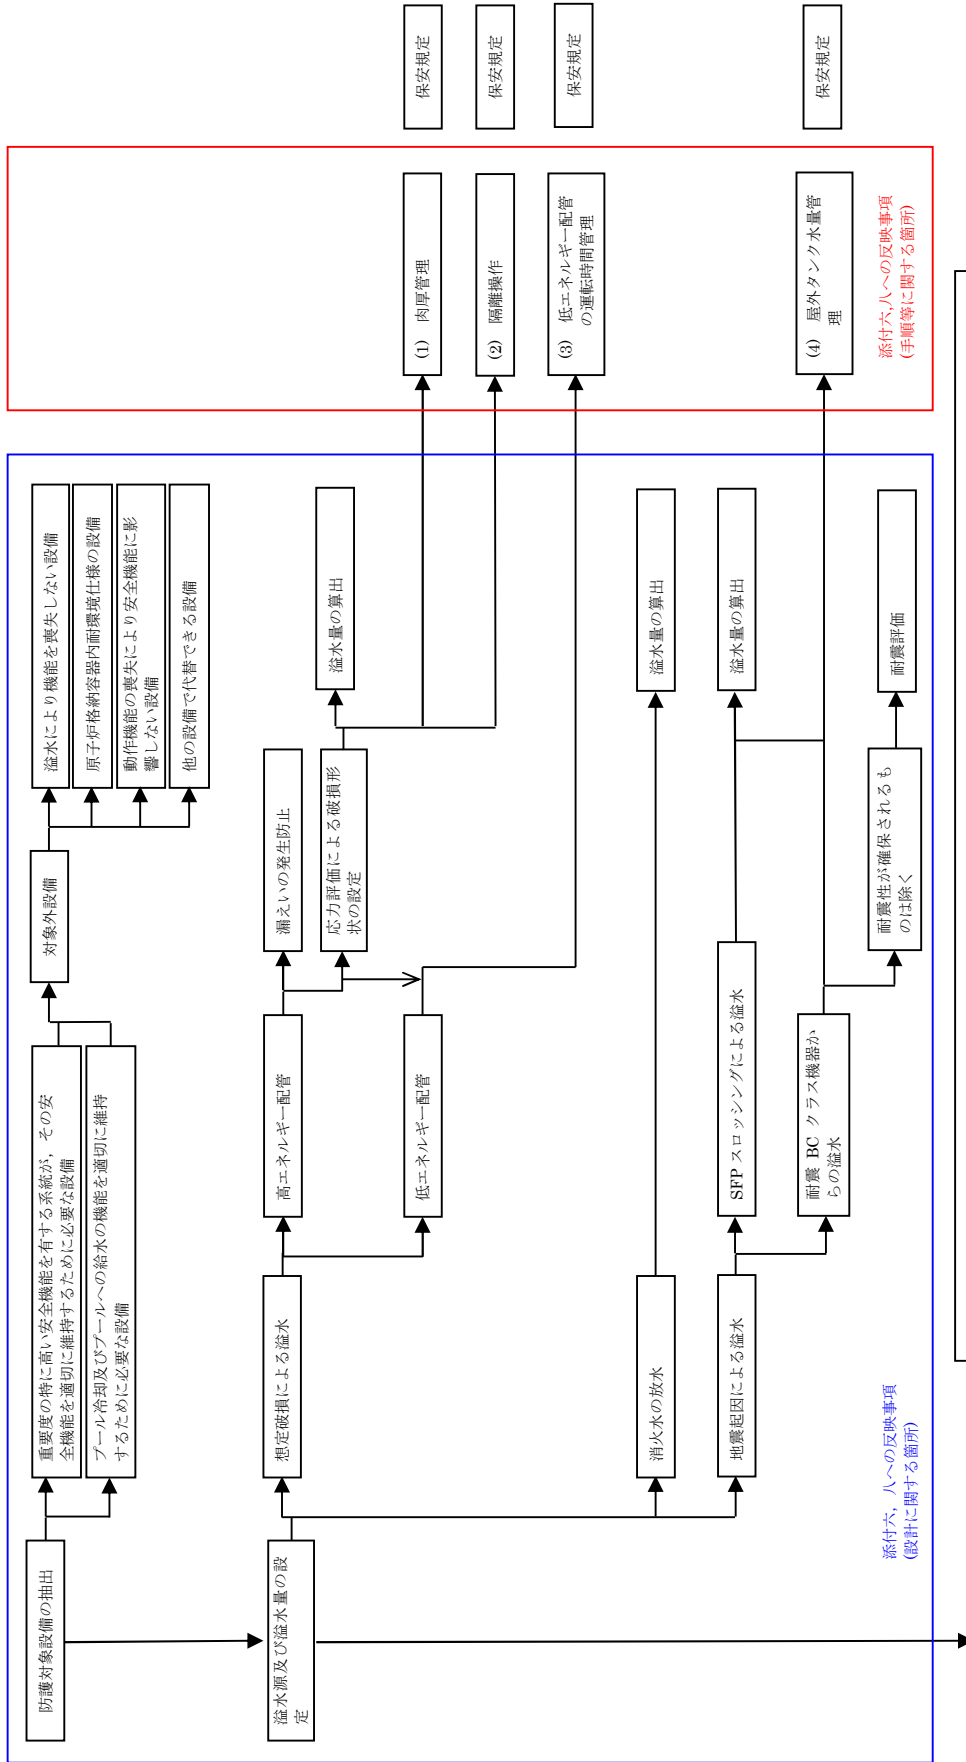 防護対象設備の抽出
重要度の特に高い安全機能を有する系統が，その安
全機能を適切に維持するために必要な設備
プール冷却及びプールへの給水の機能を適切に維持
するために必要な設備
対象外設備
溢水により機能を喪失しない設備
原子炉格納容器内耐環境仕様の設備
動作機能の喪失により安全機能に影
響しない設備
他の設備で代替できる設備
溢水源及び溢水量の設
定
想定破損による溢水
高エネルギー配管
漏えいの発生防止
応力評価による破損形
状の設定
溢水量の算出
(1) 肉厚管理
保安規定
(2) 隔離操作
保安規定
低エネルギー配管
(3) 低エネルギー配管
の運転時間管理
保安規定
消火水の放水
溢水量の算出
地震起因による溢水
SFP スロッシングによる溢水
溢水量の算出
耐震 BC クラス機器か
らの溢水
(4) 屋外タンク水量管
理
保安規定
耐震性が確保されるも
のは除く
耐震評価
添付六，八への反映事項
(設計に関する箇所)
添付六,八への反映事項
(手順等に関する箇所)